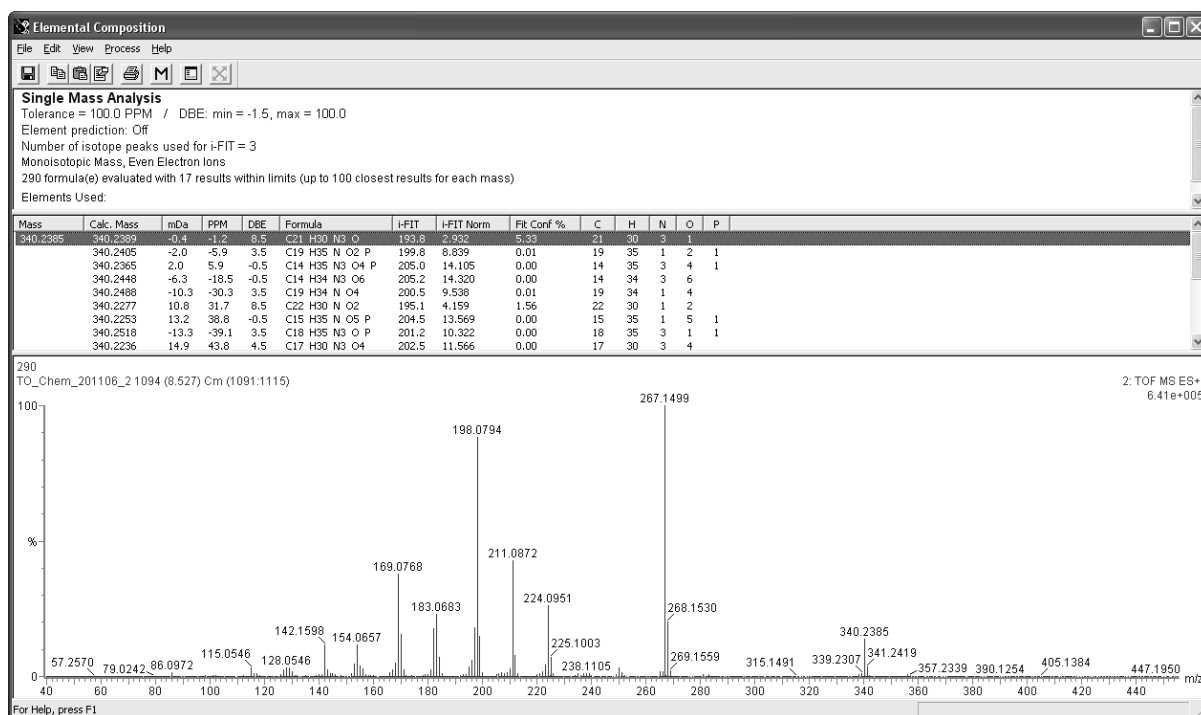 Elemental Composition
File Edit View Process Help
Single Mass Analysis
Tolerance = 100.0 PPM / DBE: min = -1.5, max = 100.0
Element prediction: Off
Number of isotope peaks used for i-FIT = 3
Monoisotopic Mass, Even Electron Ions
290 formula(e) evaluated with 17 results within limits (up to 100 closest results for each mass)
Elements Used:
Mass Calc. Mass mDa PPM DBE Formula i-FIT i-FIT Norm Fit Conf % C H N O P
340.2385 340.2389 -0.4 -1.2 8.5 C21 H30 N3 O 193.8 2.932 5.33 21 30 3 1
340.2405 -2.0 -5.9 3.5 C19 H35 N O2 P 199.8 8.839 0.01 19 35 1 2 1
340.2365 2.0 5.9 -0.5 C14 H35 N3 O4 P 205.0 14.105 0.00 14 35 3 4 1
340.2448 -6.3 -18.5 -0.5 C14 H34 N3 O6 205.2 14.320 0.00 14 34 3 6
340.2488 -10.3 -30.3 3.5 C19 H34 N O4 200.5 9.538 0.01 19 34 1 4
340.2277 10.8 31.7 8.5 C22 H30 N O2 195.1 4.159 1.56 22 30 1 2
340.2253 13.2 38.8 -0.5 C15 H35 N O5 P 204.5 13.569 0.00 15 35 1 5 1
340.2518 -13.3 -39.1 3.5 C18 H35 N3 O P 201.2 10.322 0.00 18 35 3 1 1
340.2236 14.9 43.8 4.5 C17 H30 N3 O4 202.5 11.566 0.00 17 30 3 4
290
TO_Chem_201106_2 1094 (8.527) Cm (1091:1115)
2: TOF MS ES+
6.41e+005
100
%
0
267.1499
198.0794
211.0872
169.0768
224.0951
183.0683
268.1530
142.1598
154.0657
340.2385
225.1003
115.0546
341.2419
57.2570
79.0242
86.0972
128.0546
238.1105
269.1559
315.1491
339.2307
357.2339
390.1254
405.1384
447.1950
40 60 80 100 120 140 160 180 200 220 240 260 280 300 320 340 360 380 400 420 440 m/z
For Help, press F1